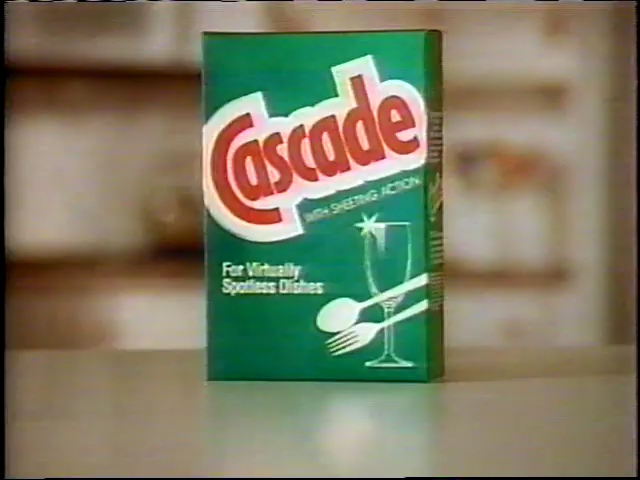 Cascade
WITH SHEETING ACTION
For Virtually
Spotless Dishes